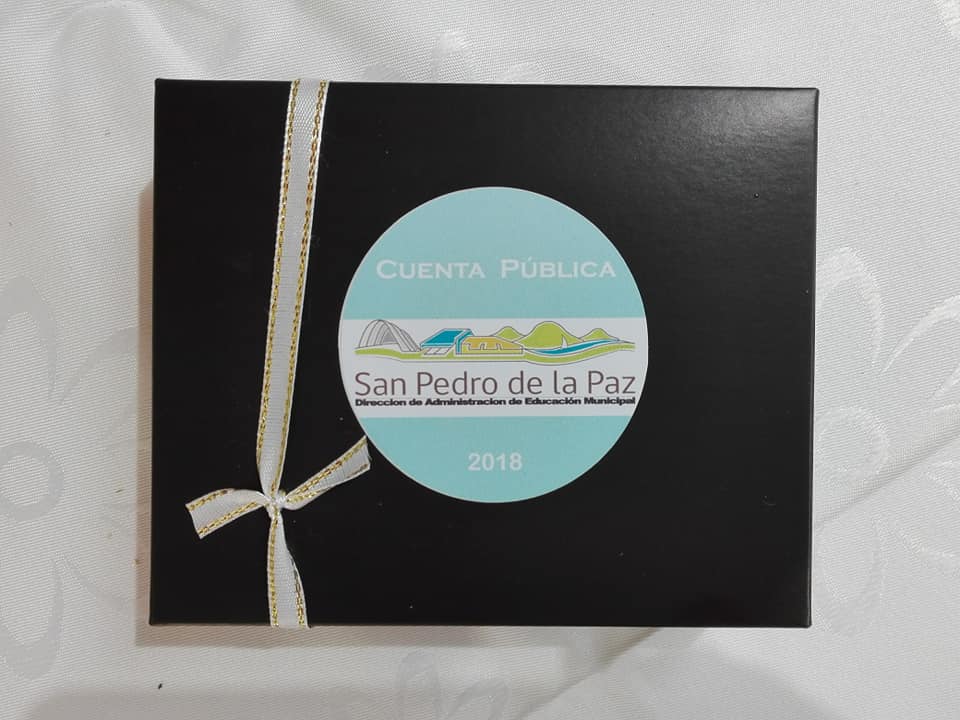 CUENTA PÚBLICA
San Pedro de la Paz
Direccion de Administracion de Educación Municipal
2018